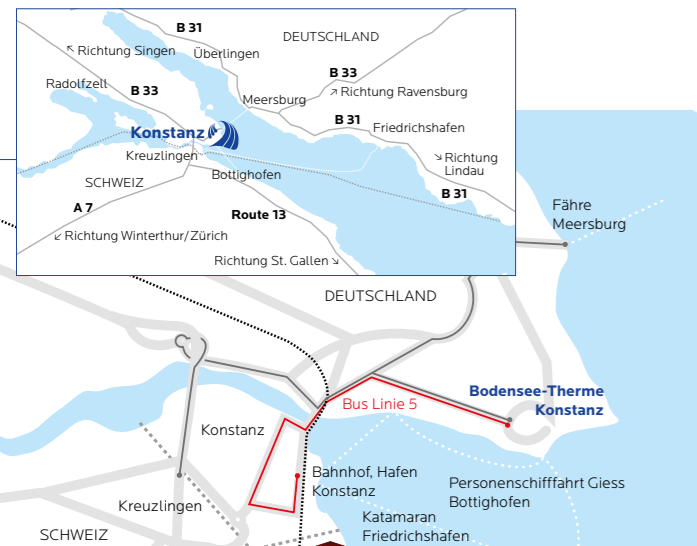 B 31
DEUTSCHLAND
Richtung Singen
Überlingen
B 33
Radolfzell
Richtung Ravensburg
B 33
Meersburg
B 31
Friedrichshafen
Konstanz
Kreuzlingen
Richtung
Lindau
Bottighofen
SCHWEIZ
B 31
A 7
Route 13
Richtung Winterthur/Zürich
Richtung St. Gallen
Fähre
Meersburg
DEUTSCHLAND
Bodensee-Therme
Konstanz
Bus Linie 5
Konstanz
Bahnhof, Hafen
Konstanz
Personenschifffahrt Giess
Bottighofen
Kreuzlingen
Katamaran
Friedrichshafen
SCHWEIZ